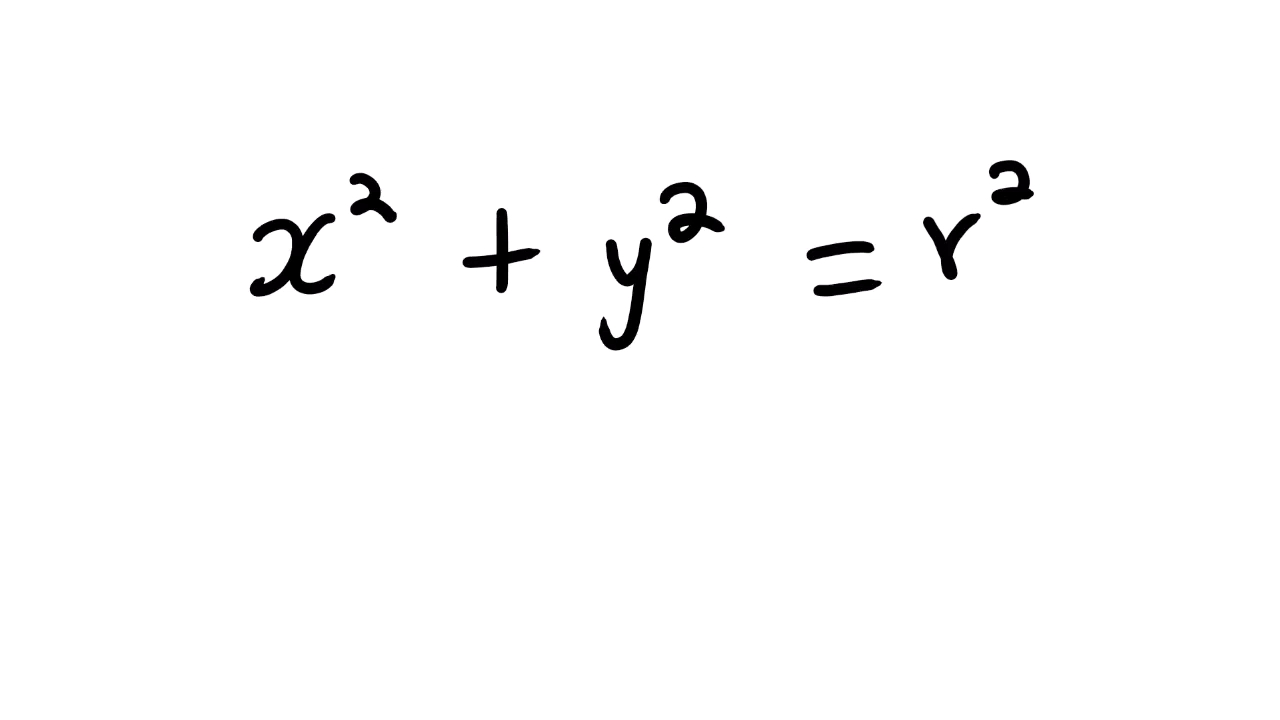 x² + y² = r²